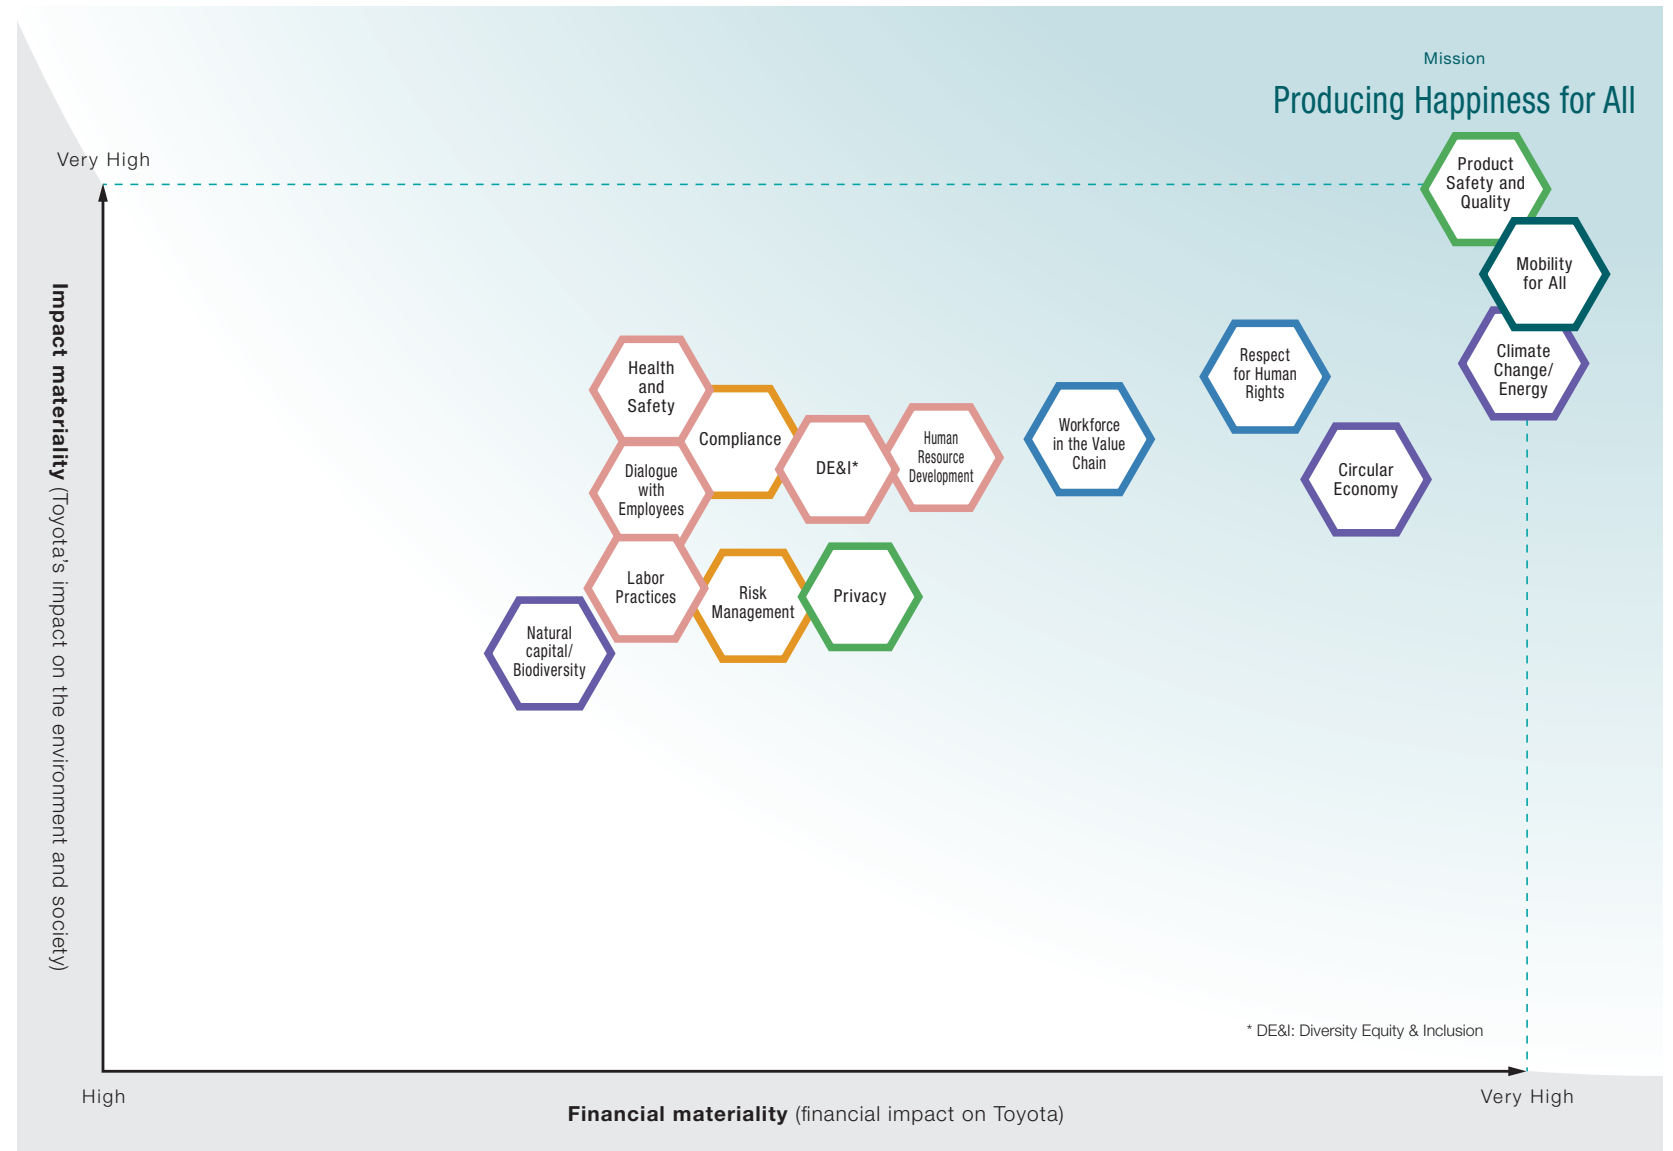 Mission
Producing Happiness for All
Very High
Product
Safety and
Quality
Mobility
for All
Climate
Change/
Energy
Respect
for Human
Rights
Circular
Economy
Workforce
in the Value
Chain
Health
and
Safety
Compliance
Human
Resource
Development
DE&I*
Dialogue
with
Employees
Labor
Practices
Risk
Management
Privacy
Natural
capital/
Biodiversity
Impact materiality (Toyota's impact on the environment and society)
* DE&I: Diversity Equity & Inclusion
High
Very High
Financial materiality (financial impact on Toyota)